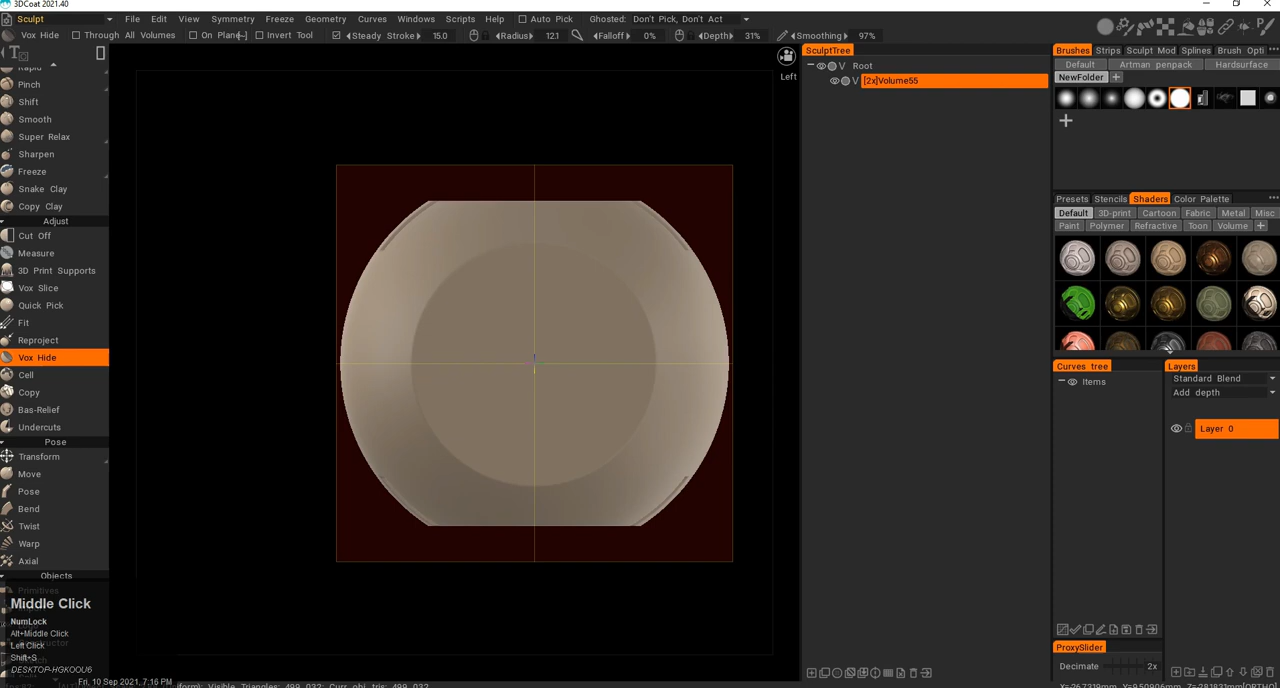 3DCoat 2021.40
Sculpt File Edit View Symmetry Freeze Geometry Curves Windows Scripts Help Auto Pick Ghosted: Don't Pick, Don't Act
Vox Hide Through All Volumes On Plane Invert Tool Steady Stroke 15.0 Radius 121 Falloff 0% Depth 31% Smoothing 97%
Left
Pinch
Shift
Smooth
Super Relax
Sharpen
Freeze
Snake Clay
Copy Clay
Adjust
Cut Off
Measure
3D Print Supports
Vox Slice
Quick Pick
Fit
Reproject
Vox Hide
Cell
Copy
Bas-Relief
Undercuts
Pose
Transform
Move
Pose
Bend
Twist
Warp
Axial
Objects
Primitives
Middle Click
NumLock
Alt+Middle Click
Left Click
Shift+S
DESKTOP-HGKOOU6
Fri, 10 Sep 2021, 7:16 PM
SculptTree
V Root
V [2x]Volume55
Brushes Strips Sculpt Mod Splines Brush Opti
Default Artman penpack Hardsurface
NewFolder +
Presets Stencils Shaders Color Palette
Default 3D-print Cartoon Fabric Metal Misc
Paint Polymer Refractive Toon Volume +
Curves tree
Items
Layers
Standard Blend
Add depth
Layer 0
ProxySlider
Decimate 2x